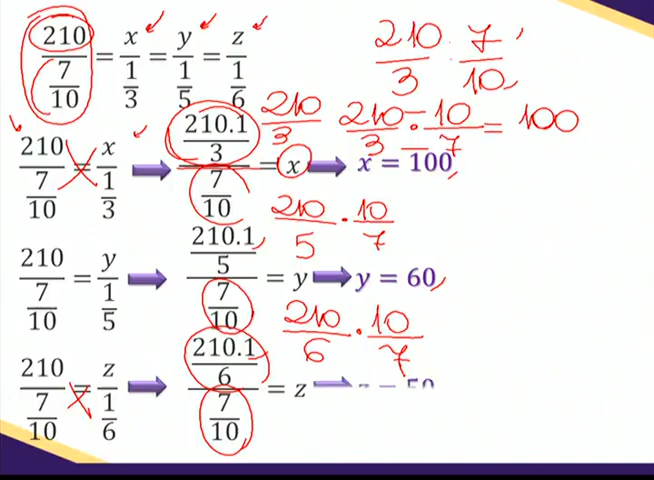 210/(7/10) = x/(1/3) = y/(1/5) = z/(1/6)
210/3 : 7/10
210/(7/10) = x/(1/3) ➡ (210.1/3)/(7/10) = x ➡ x = 100
210/3
210/3 · 10/7 = 100
210/(7/10) = y/(1/5) ➡ (210.1/5)/(7/10) = y ➡ y = 60
210/5 · 10/7
210/(7/10) = z/(1/6) ➡ (210.1/6)/(7/10) = z ➡ z = 50
210/6 · 10/7